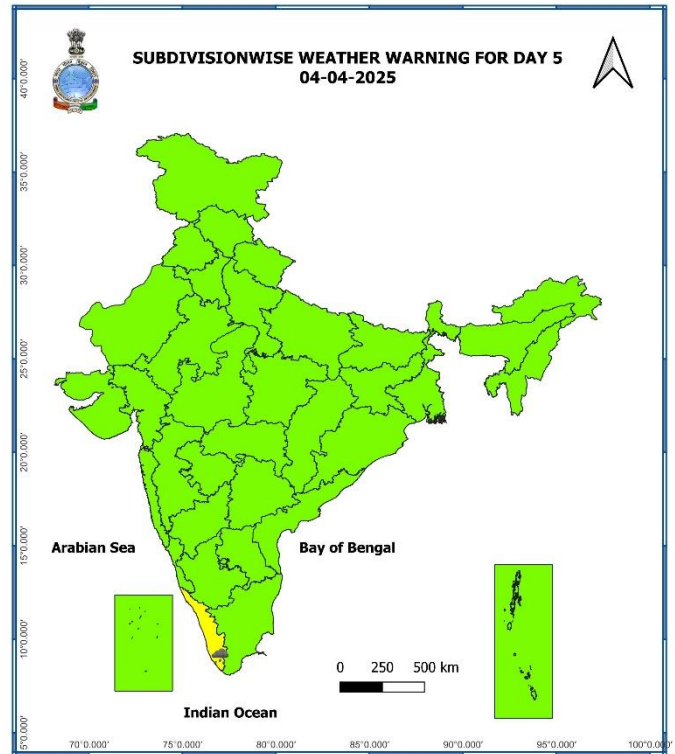 SUBDIVISIONWISE WEATHER WARNING FOR DAY 5
04-04-2025
40°0.000'
35°0.000'
30°0.000'
25°0.000'
20°0.000'
15°0.000'
10°0.000'
5°0.000'
Arabian Sea
Bay of Bengal
0 250 500 km
Indian Ocean
70°0.000' 75°0.000' 80°0.000' 85°0.000' 90°0.000' 95°0.000' 100°0.000'